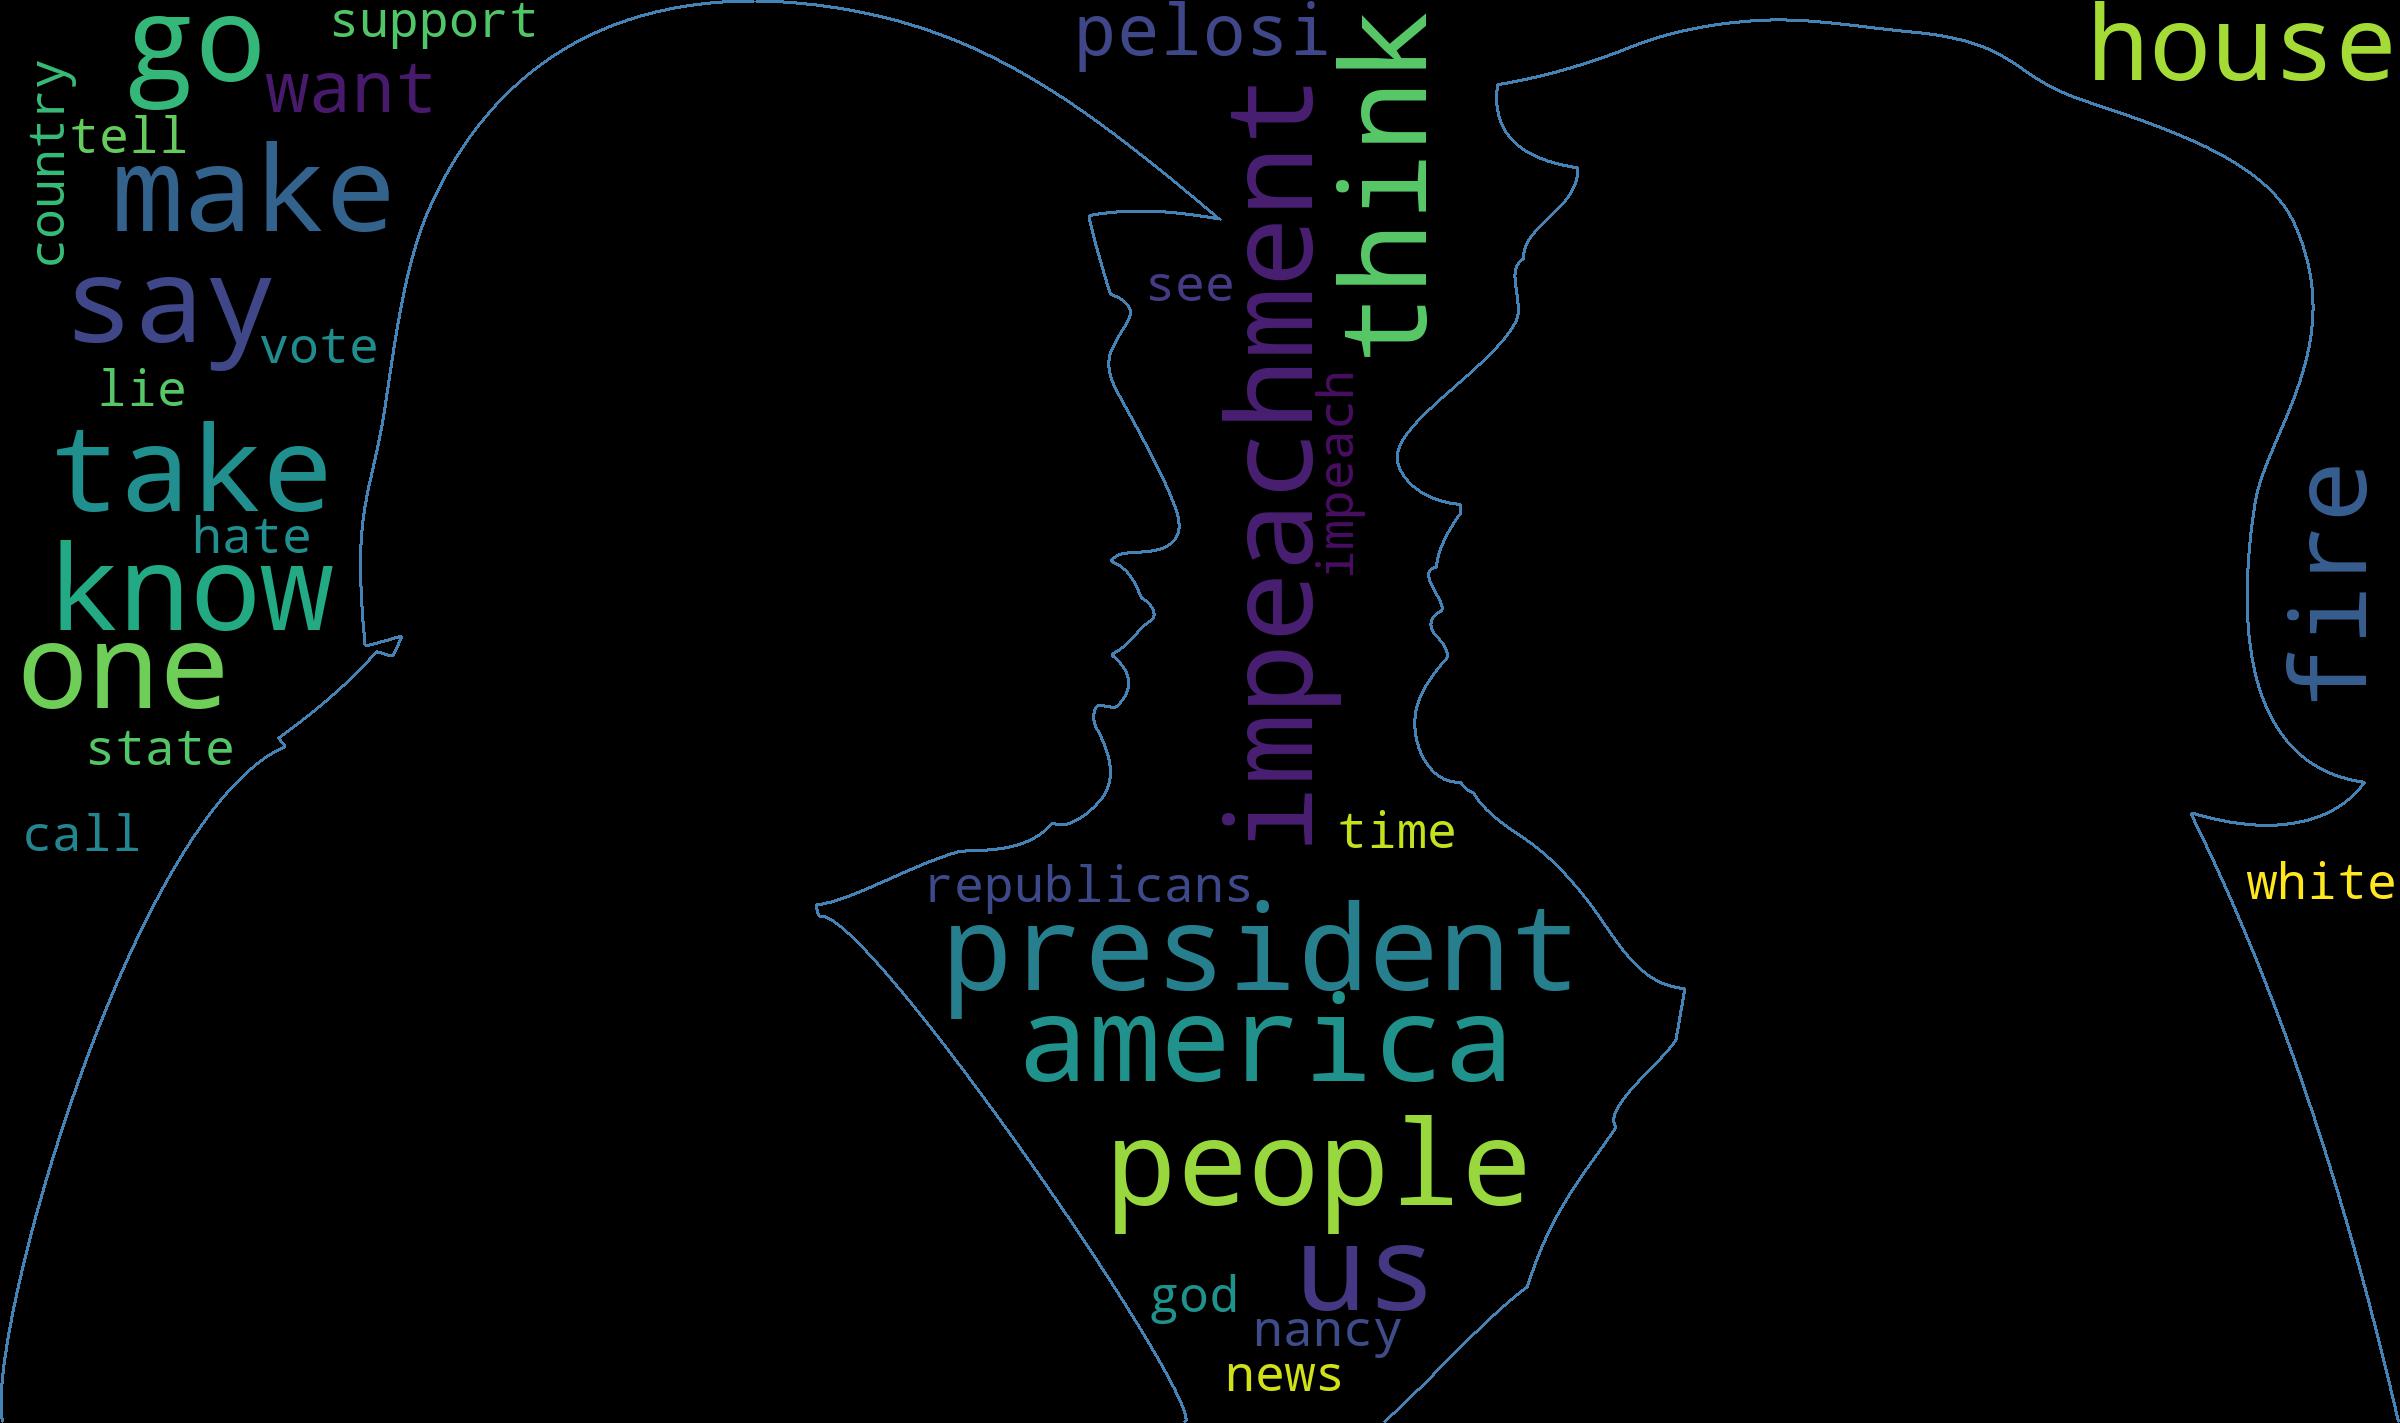 go
support
want
country
tell
make
say
vote
lie
take
hate
know
one
state
call
pelosi
think
impeachment
see
impeach
time
republicans
president
america
people
us
god
nancy
news
house
fire
white